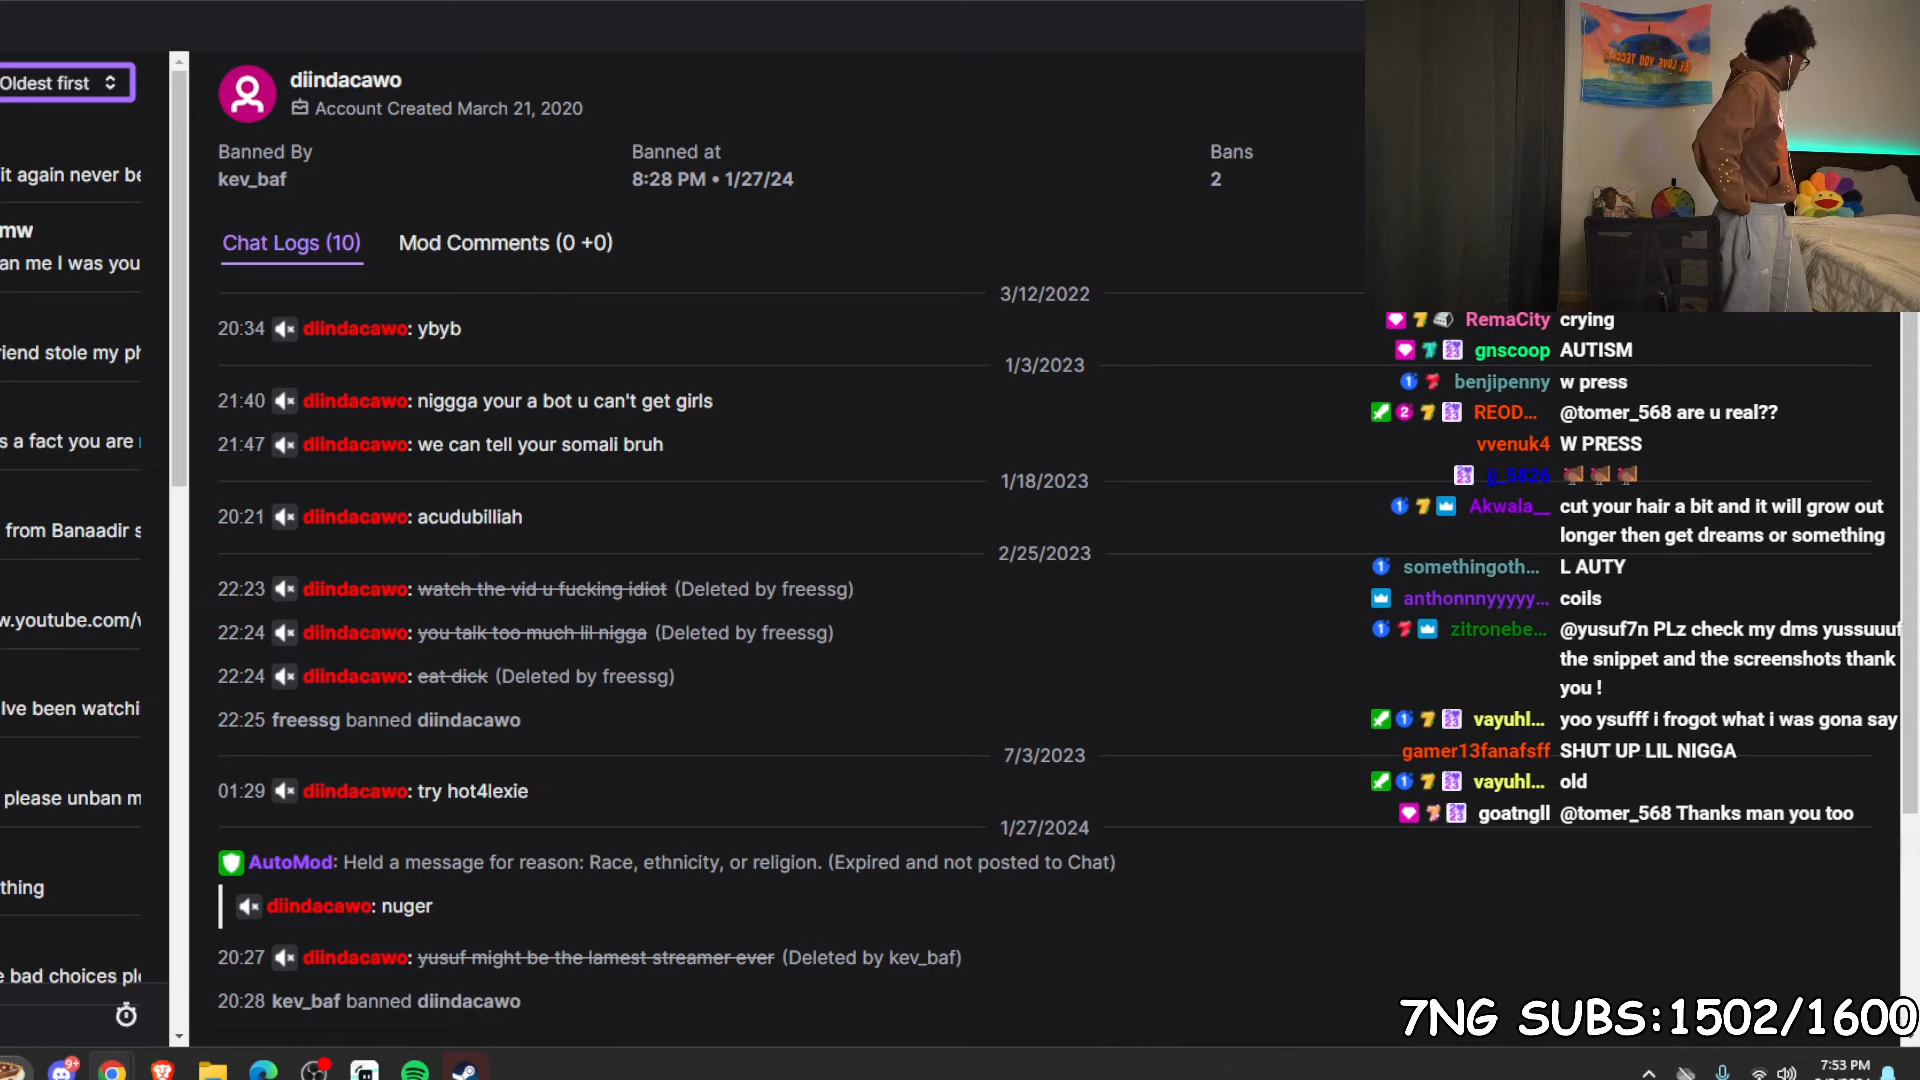 Oldest first
it again never be
mw
an me I was you
iend stole my ph
s a fact you are
from Banaadir s
w.youtube.com/v
Ive been watchi
please unban m
thing
e bad choices ple
diindacawo
Account Created March 21, 2020
Banned By
kev_baf
Banned at
8:28 PM • 1/27/24
Bans
2
Chat Logs (10)
Mod Comments (0 +0)
3/12/2022
20:34 diindacawo: ybyb
1/3/2023
21:40 diindacawo: niggga your a bot u can't get girls
21:47 diindacawo: we can tell your somali bruh
1/18/2023
20:21 diindacawo: acudubilliah
2/25/2023
22:23 diindacawo: watch the vid u fucking idiot (Deleted by freessg)
22:24 diindacawo: you talk too much lil nigga (Deleted by freessg)
22:24 diindacawo: eat dick (Deleted by freessg)
22:25 freessg banned diindacawo
7/3/2023
01:29 diindacawo: try hot4lexie
1/27/2024
AutoMod: Held a message for reason: Race, ethnicity, or religion. (Expired and not posted to Chat)
diindacawo: nuger
20:27 diindacawo: yusuf might be the lamest streamer ever (Deleted by kev_baf)
20:28 kev_baf banned diindacawo
RemaCity crying
gnscoop AUTISM
benjipenny w press
REOD... @tomer_568 are u real??
vvenuk4 W PRESS
jj_5826
Akwala__ cut your hair a bit and it will grow out
longer then get dreams or something
somethingoth... L AUTY
anthonnnyyyyy... coils
zitronebe... @yusuf7n PLz check my dms yussuuuf
the snippet and the screenshots thank
you !
vayuhl... yoo ysufff i frogot what i was gona say
gamer13fanafsff SHUT UP LIL NIGGA
vayuhl... old
goatngll @tomer_568 Thanks man you too
7NG SUBS:1502/1600
9+
7:53 PM